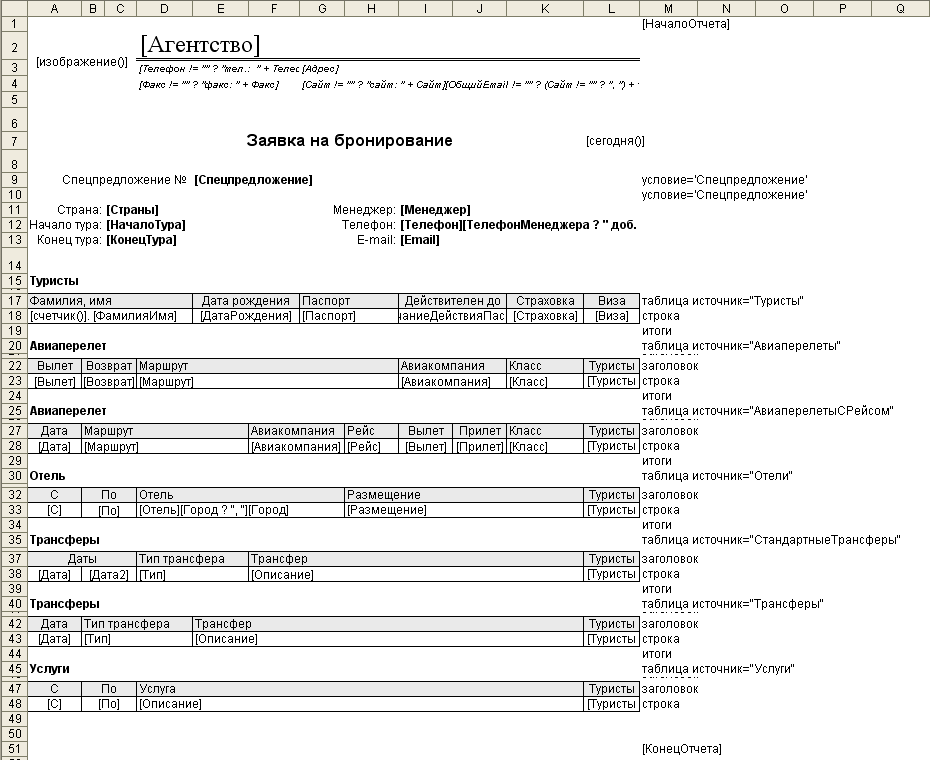 A B C D E F G H I J K L M N O P Q
1 [НачалоОтчета]
2 [Агентство]
[изображение()]
3 [Телефон != "" ? "тел.: " + Телес [Адрес]
4 [Факс != "" ? "факс: " + Факс] [Сайт != "" ? "сайт: " + Сайт][ОбщийEmail != "" ? (Сайт != "" ? ", ") +
5
6
7 Заявка на бронирование [сегодня()]
8
9 Спецпредложение № [Спецпредложение] условие='Спецпредложение'
10 условие='Спецпредложение'
11 Страна: [Страны] Менеджер: [Менеджер]
12 Начало тура: [НачалоТура] Телефон: [Телефон][ТелефонМенеджера ? " доб.
13 Конец тура: [КонецТура] E-mail: [Email]
14
15 Туристы
17 Фамилия, имя Дата рождения Паспорт Действителен до Страховка Виза таблица источник="Туристы"
18 [счетчик()]. [ФамилияИмя] [ДатаРождения] [Паспорт] чаниеДействияПас [Страховка] [Виза] строка
19 итоги
20 Авиаперелет таблица источник="Авиаперелеты"
22 Вылет Возврат Маршрут Авиакомпания Класс Туристы заголовок
23 [Вылет] [Возврат] [Маршрут] [Авиакомпания] [Класс] [Туристы строка
24 итоги
25 Авиаперелет таблица источник="АвиаперелетыСРейсом"
27 Дата Маршрут Авиакомпания Рейс Вылет Прилет Класс Туристы заголовок
28 [Дата] [Маршрут] [Авиакомпания] [Рейс] [Вылет] [Прилет] [Класс] [Туристы строка
29 итоги
30 Отель таблица источник="Отели"
32 С По Отель Размещение Туристы заголовок
33 [С] [По] [Отель][Город ? ", "][Город] [Размещение] [Туристы строка
34 итоги
35 Трансферы таблица источник="СтандартныеТрансферы"
37 Даты Тип трансфера Трансфер Туристы заголовок
38 [Дата] [Дата2] [Тип] [Описание] [Туристы строка
39 итоги
40 Трансферы таблица источник="Трансферы"
42 Дата Тип трансфера Трансфер Туристы заголовок
43 [Дата] [Тип] [Описание] [Туристы строка
44 итоги
45 Услуги таблица источник="Услуги"
47 С По Услуга Туристы заголовок
48 [С] [По] [Описание] [Туристы строка
49
50
51 [КонецОтчета]